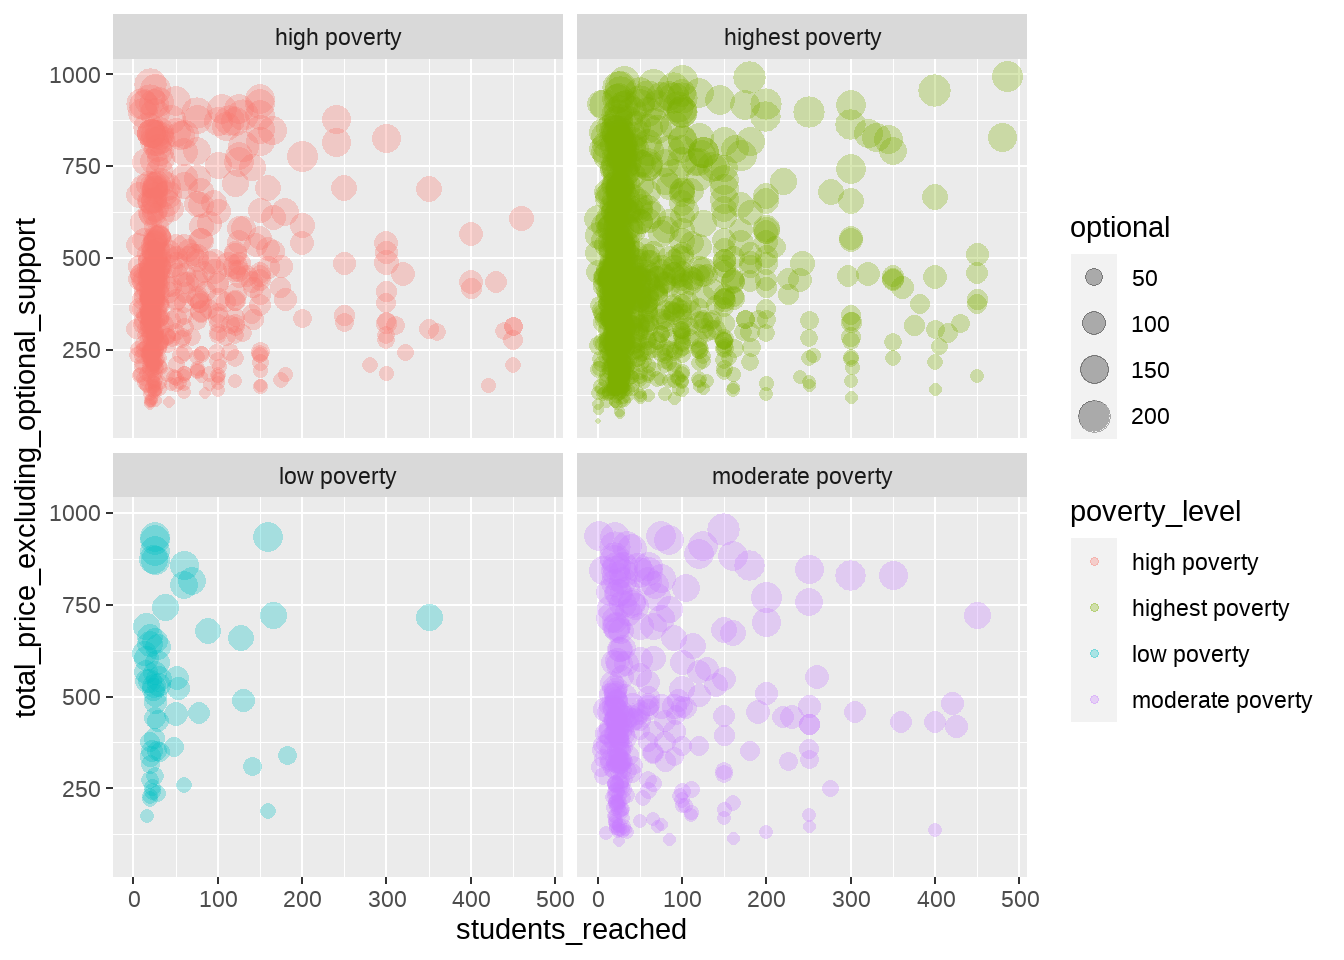 high poverty
highest poverty
1000
750
500
250
low poverty
moderate poverty
1000
750
500
250
0 100 200 300 400 500
0 100 200 300 400 500
students_reached
total_price_excluding_optional_support
optional
50
100
150
200
poverty_level
high poverty
highest poverty
low poverty
moderate poverty